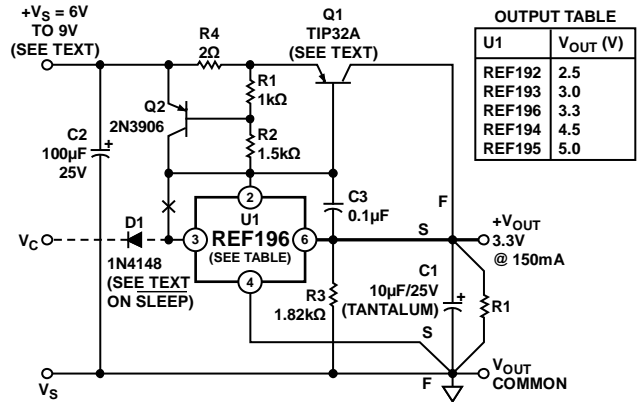 +VS = 6V
TO 9V
(SEE TEXT)
R4
2Ω
Q1
TIP32A
(SEE TEXT)
OUTPUT TABLE
U1
VOUT (V)
REF192 2.5
REF193 3.0
REF196 3.3
REF194 4.5
REF195 5.0
R1
1kΩ
Q2
2N3906
R2
1.5kΩ
C2
100µF
25V
+
C3
0.1µF
F
2
U1
REF196
(SEE TABLE)
3
6
4
S
+VOUT
3.3V
@ 150mA
VC
D1
1N4148
(SEE TEXT
ON SLEEP)
R3
1.82kΩ
C1
10µF/25V
(TANTALUM)
+
R1
S
F
VS
VOUT
COMMON